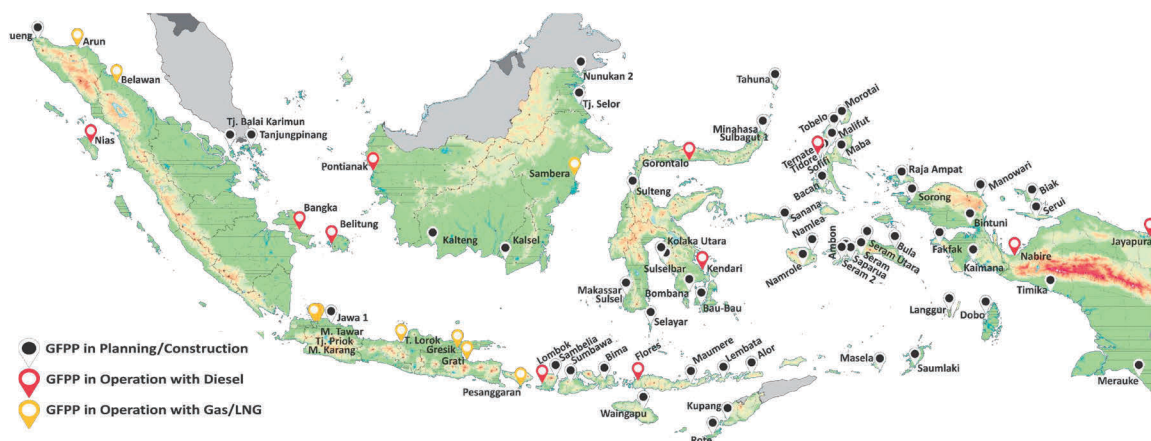 ueng
Arun
Belawan
Nias
Tj. Balai Karimun
Tanjungpinang
Bangka
Belitung
Pontianak
Nunukan 2
Tj. Selor
Sambera
Kalteng
Kalsel
Tahuna
Minahasa
Sulbagut 1
Gorontalo
Sulteng
Kolaka Utara
Sulselbar
Kendari
Makassar
Sulsel
Bombana
Bau-Bau
Selayar
Morotai
Tobelo
Malifut
Maba
Ternate
Tidore
Sofifi
Bacan
Sanana
Namlea
Namrole
Ambon
Bula
Seram Utara
Seram
Saparua
Seram 2
Raja Ampat
Sorong
Manowari
Bintuni
Biak
Serui
Fakfak
Kaimana
Nabire
Jayapura
Timika
Langgur
Dobo
Masela
Saumlaki
Merauke
Jawa 1
M. Tawar
Tj. Priok
M. Karang
T. Lorok
Gresik
Grati
Pesanggaran
Lombok
Sambelia
Sumbawa
Bima
Flores
Maumere
Lembata
Alor
Waingapu
Kupang
Rote
GFPP in Planning/Construction
GFPP in Operation with Diesel
GFPP in Operation with Gas/LNG